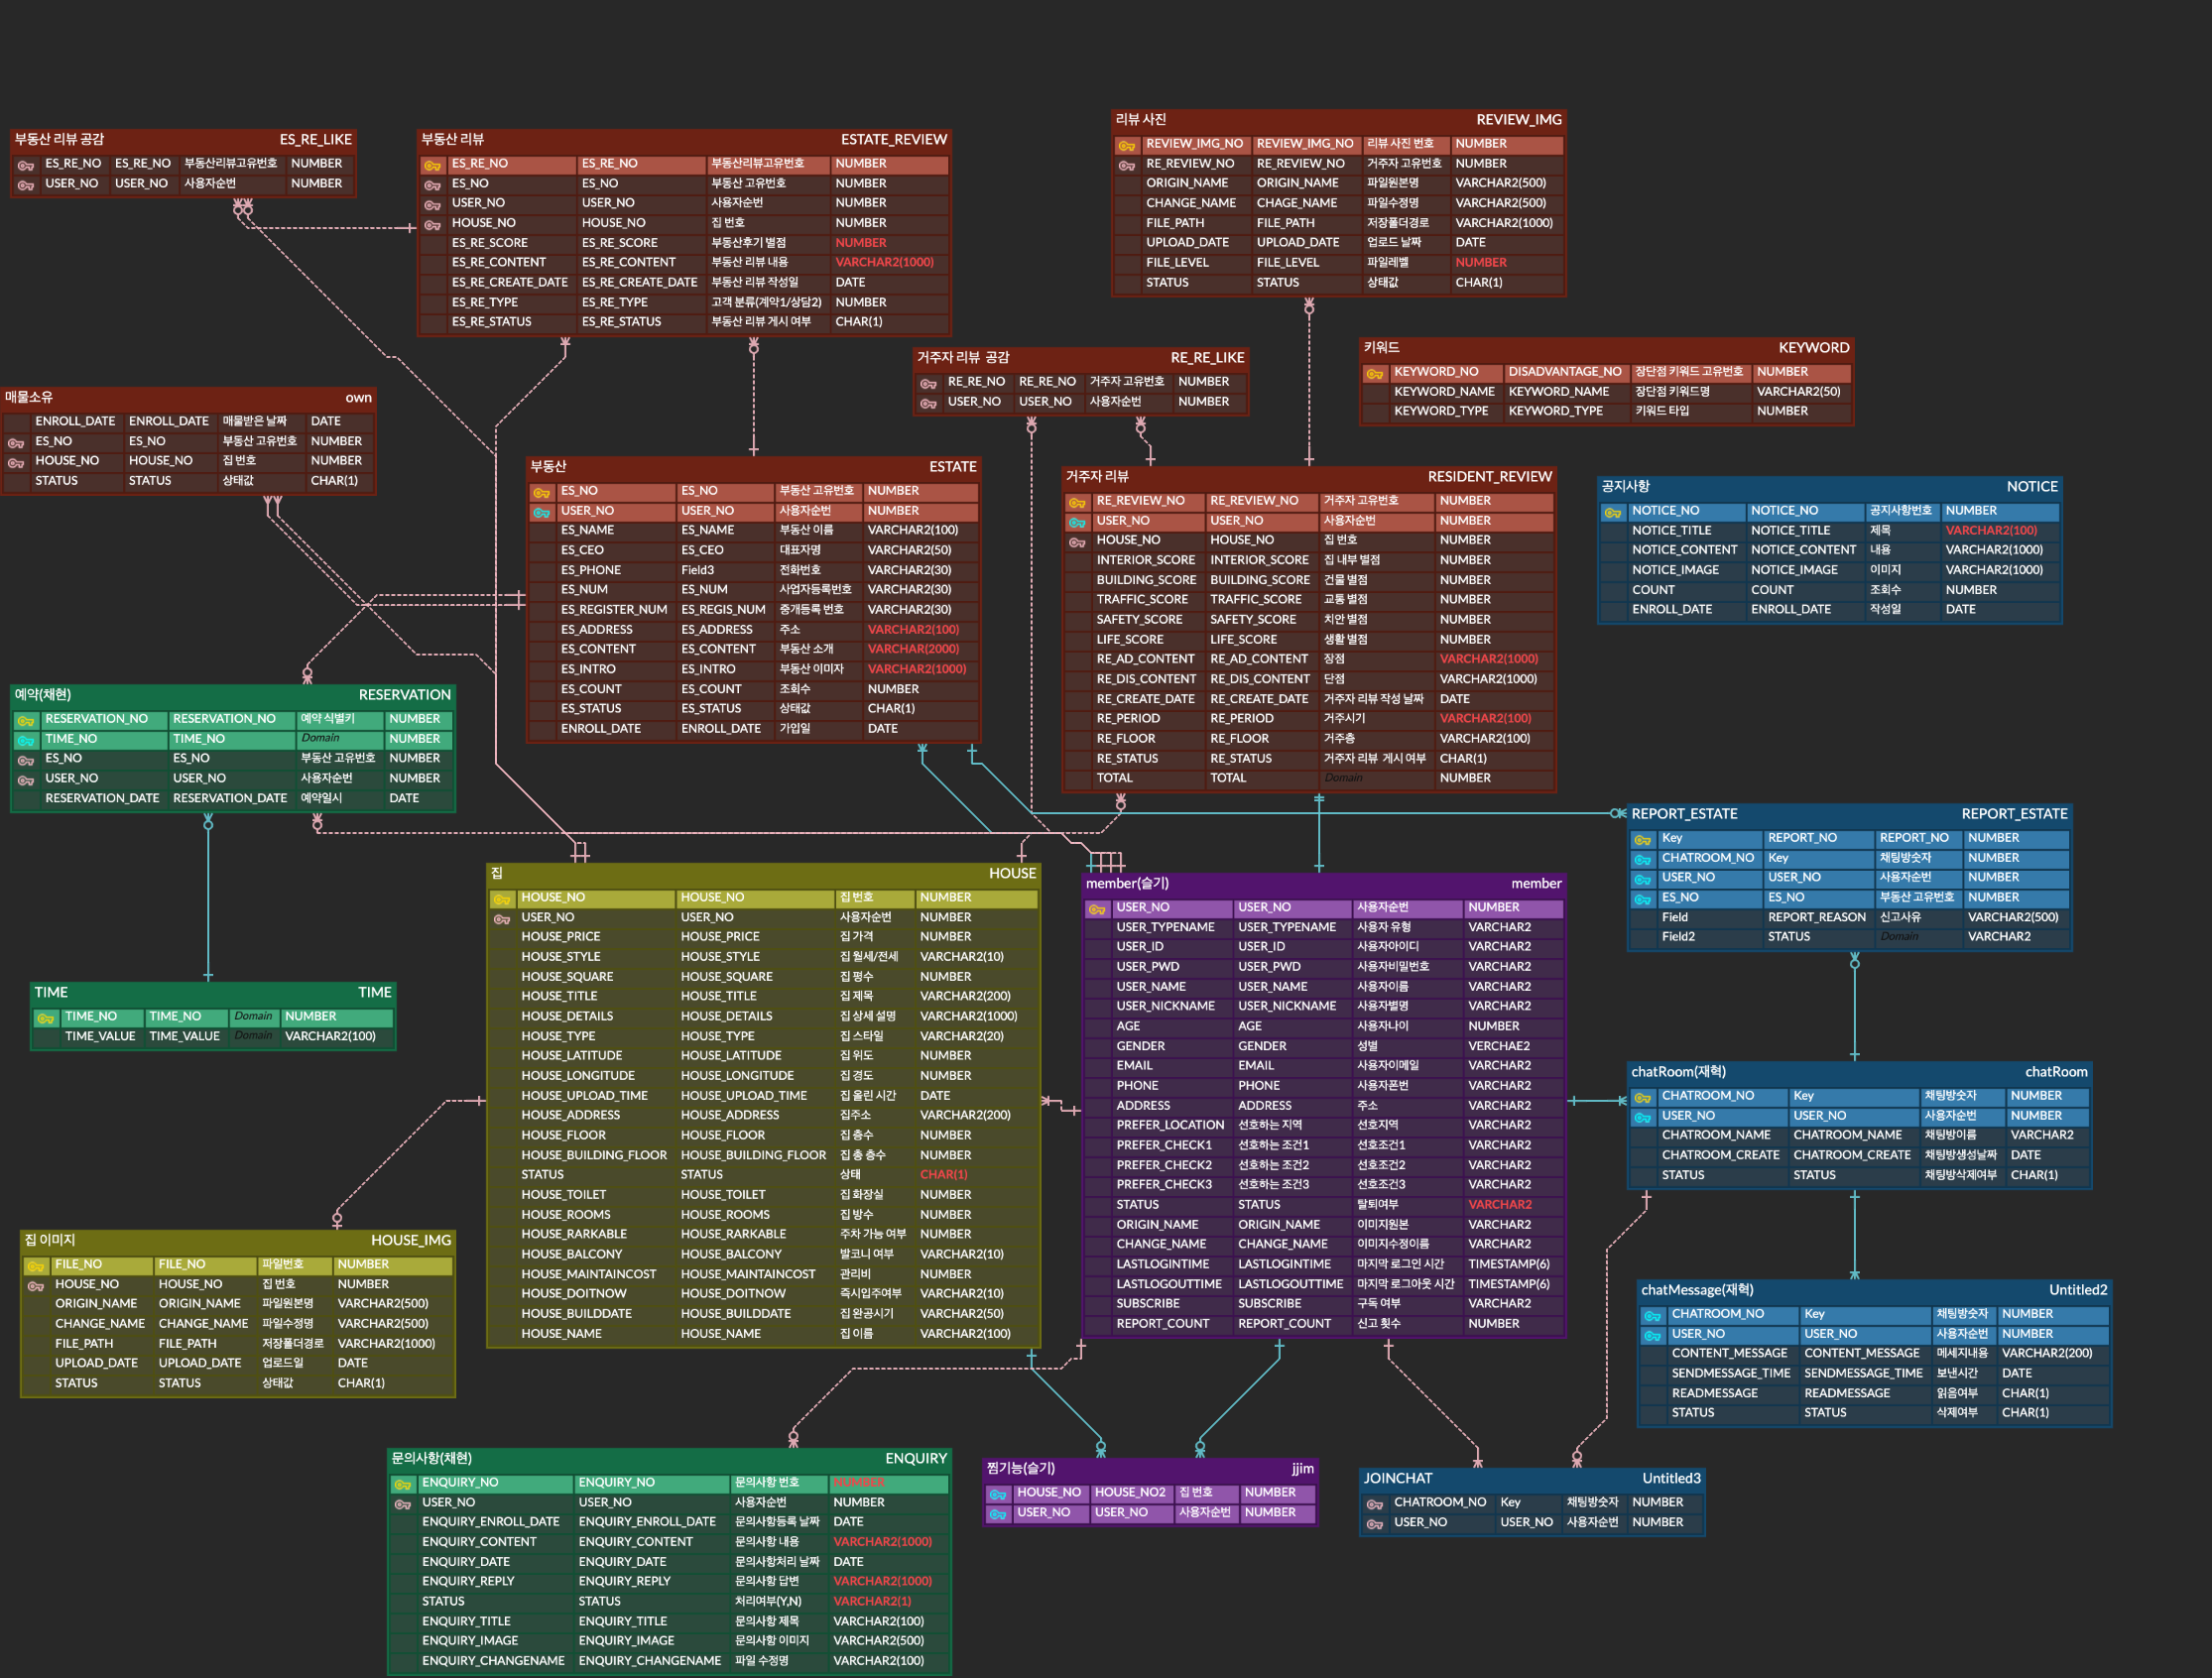 부동산 리뷰 공감 ES_RE_LIKE
ES_RE_NO ES_RE_NO 부동산리뷰고유번호 NUMBER
USER_NO USER_NO 사용자순번 NUMBER
부동산 리뷰 ESTATE_REVIEW
ES_RE_NO ES_RE_NO 부동산리뷰고유번호 NUMBER
ES_NO ES_NO 부동산 고유번호 NUMBER
USER_NO USER_NO 사용자순번 NUMBER
HOUSE_NO HOUSE_NO 집 번호 NUMBER
ES_RE_SCORE ES_RE_SCORE 부동산후기 별점 NUMBER
ES_RE_CONTENT ES_RE_CONTENT 부동산 리뷰 내용 VARCHAR2(1000)
ES_RE_CREATE_DATE ES_RE_CREATE_DATE 부동산 리뷰 작성일 DATE
ES_RE_TYPE ES_RE_TYPE 고객 분류(계약1/상담2) NUMBER
ES_RE_STATUS ES_RE_STATUS 부동산 리뷰 게시 여부 CHAR(1)
리뷰 사진 REVIEW_IMG
REVIEW_IMG_NO REVIEW_IMG_NO 리뷰 사진 번호 NUMBER
RE_REVIEW_NO RE_REVIEW_NO 거주자 고유번호 NUMBER
ORIGIN_NAME ORIGIN_NAME 파일원본명 VARCHAR2(500)
CHANGE_NAME CHAGE_NAME 파일수정명 VARCHAR2(500)
FILE_PATH FILE_PATH 저장폴더경로 VARCHAR2(1000)
UPLOAD_DATE UPLOAD_DATE 업로드 날짜 DATE
FILE_LEVEL FILE_LEVEL 파일레벨 NUMBER
STATUS STATUS 상태값 CHAR(1)
거주자 리뷰 공감 RE_RE_LIKE
RE_RE_NO RE_RE_NO 거주자 고유번호 NUMBER
USER_NO USER_NO 사용자순번 NUMBER
키워드 KEYWORD
KEYWORD_NO DISADVANTAGE_NO 장단점 키워드 고유번호 NUMBER
KEYWORD_NAME KEYWORD_NAME 장단점 키워드명 VARCHAR2(50)
KEYWORD_TYPE KEYWORD_TYPE 키워드 타입 NUMBER
매물소유 own
ENROLL_DATE ENROLL_DATE 매물받은 날짜 DATE
ES_NO ES_NO 부동산 고유번호 NUMBER
HOUSE_NO HOUSE_NO 집 번호 NUMBER
STATUS STATUS 상태값 CHAR(1)
부동산 ESTATE
ES_NO ES_NO 부동산 고유번호 NUMBER
USER_NO USER_NO 사용자순번 NUMBER
ES_NAME ES_NAME 부동산 이름 VARCHAR2(100)
ES_CEO ES_CEO 대표자명 VARCHAR2(50)
ES_PHONE Field3 전화번호 VARCHAR2(30)
ES_NUM ES_NUM 사업자등록번호 VARCHAR2(30)
ES_REGISTER_NUM ES_REGIS_NUM 중개등록 번호 VARCHAR2(30)
ES_ADDRESS ES_ADDRESS 주소 VARCHAR2(100)
ES_CONTENT ES_CONTENT 부동산 소개 VARCHAR(2000)
ES_INTRO ES_INTRO 부동산 이미자 VARCHAR2(1000)
ES_COUNT ES_COUNT 조회수 NUMBER
ES_STATUS ES_STATUS 상태값 CHAR(1)
ENROLL_DATE ENROLL_DATE 가입일 DATE
거주자 리뷰 RESIDENT_REVIEW
RE_REVIEW_NO RE_REVIEW_NO 거주자 고유번호 NUMBER
USER_NO USER_NO 사용자순번 NUMBER
HOUSE_NO HOUSE_NO 집 번호 NUMBER
INTERIOR_SCORE INTERIOR_SCORE 집 내부 별점 NUMBER
BUILDING_SCORE BUILDING_SCORE 건물 별점 NUMBER
TRAFFIC_SCORE TRAFFIC_SCORE 교통 별점 NUMBER
SAFETY_SCORE SAFETY_SCORE 치안 별점 NUMBER
LIFE_SCORE LIFE_SCORE 생활 별점 NUMBER
RE_AD_CONTENT RE_AD_CONTENT 장점 VARCHAR2(1000)
RE_DIS_CONTENT RE_DIS_CONTENT 단점 VARCHAR2(1000)
RE_CREATE_DATE RE_CREATE_DATE 거주자 리뷰 작성 날짜 DATE
RE_PERIOD RE_PERIOD 거주시기 VARCHAR2(100)
RE_FLOOR RE_FLOOR 거주층 VARCHAR2(100)
RE_STATUS RE_STATUS 거주자 리뷰 게시 여부 CHAR(1)
TOTAL TOTAL Domain NUMBER
공지사항 NOTICE
NOTICE_NO NOTICE_NO 공지사항번호 NUMBER
NOTICE_TITLE NOTICE_TITLE 제목 VARCHAR2(100)
NOTICE_CONTENT NOTICE_CONTENT 내용 VARCHAR2(1000)
NOTICE_IMAGE NOTICE_IMAGE 이미지 VARCHAR2(1000)
COUNT COUNT 조회수 NUMBER
ENROLL_DATE ENROLL_DATE 작성일 DATE
예약(채현) RESERVATION
RESERVATION_NO RESERVATION_NO 예약 식별키 NUMBER
TIME_NO TIME_NO Domain NUMBER
ES_NO ES_NO 부동산 고유번호 NUMBER
USER_NO USER_NO 사용자순번 NUMBER
RESERVATION_DATE RESERVATION_DATE 예약일시 DATE
REPORT_ESTATE REPORT_ESTATE
Key REPORT_NO REPORT_NO NUMBER
CHATROOM_NO Key 채팅방숫자 NUMBER
USER_NO USER_NO 사용자순번 NUMBER
ES_NO ES_NO 부동산 고유번호 NUMBER
Field REPORT_REASON 신고사유 VARCHAR2(500)
Field2 STATUS Domain VARCHAR2
집 HOUSE
HOUSE_NO HOUSE_NO 집 번호 NUMBER
USER_NO USER_NO 사용자순번 NUMBER
HOUSE_PRICE HOUSE_PRICE 집 가격 NUMBER
HOUSE_STYLE HOUSE_STYLE 집 월세/전세 VARCHAR2(10)
HOUSE_SQUARE HOUSE_SQUARE 집 평수 NUMBER
HOUSE_TITLE HOUSE_TITLE 집 제목 VARCHAR2(200)
HOUSE_DETAILS HOUSE_DETAILS 집 상세 설명 VARCHAR2(1000)
HOUSE_TYPE HOUSE_TYPE 집 스타일 VARCHAR2(20)
HOUSE_LATITUDE HOUSE_LATITUDE 집 위도 NUMBER
HOUSE_LONGITUDE HOUSE_LONGITUDE 집 경도 NUMBER
HOUSE_UPLOAD_TIME HOUSE_UPLOAD_TIME 집 올린 시간 DATE
HOUSE_ADDRESS HOUSE_ADDRESS 집주소 VARCHAR2(200)
HOUSE_FLOOR HOUSE_FLOOR 집 층수 NUMBER
HOUSE_BUILDING_FLOOR HOUSE_BUILDING_FLOOR 집 총 층수 NUMBER
STATUS STATUS 상태 CHAR(1)
HOUSE_TOILET HOUSE_TOILET 집 화장실 NUMBER
HOUSE_ROOMS HOUSE_ROOMS 집 방수 NUMBER
HOUSE_RARKABLE HOUSE_RARKABLE 주차 가능 여부 NUMBER
HOUSE_BALCONY HOUSE_BALCONY 발코니 여부 VARCHAR2(10)
HOUSE_MAINTAINCOST HOUSE_MAINTAINCOST 관리비 NUMBER
HOUSE_DOITNOW HOUSE_DOITNOW 즉시입주여부 VARCHAR2(10)
HOUSE_BUILDDATE HOUSE_BUILDDATE 집 완공시기 VARCHAR2(50)
HOUSE_NAME HOUSE_NAME 집 이름 VARCHAR2(100)
member(슬기) member
USER_NO USER_NO 사용자순번 NUMBER
USER_TYPENAME USER_TYPENAME 사용자 유형 VARCHAR2
USER_ID USER_ID 사용자아이디 VARCHAR2
USER_PWD USER_PWD 사용자비밀번호 VARCHAR2
USER_NAME USER_NAME 사용자이름 VARCHAR2
USER_NICKNAME USER_NICKNAME 사용자별명 VARCHAR2
AGE AGE 사용자나이 NUMBER
GENDER GENDER 성별 VERCHAE2
EMAIL EMAIL 사용자이메일 VARCHAR2
PHONE PHONE 사용자폰번 VARCHAR2
ADDRESS ADDRESS 주소 VARCHAR2
PREFER_LOCATION 선호하는 지역 선호지역 VARCHAR2
PREFER_CHECK1 선호하는 조건1 선호조건1 VARCHAR2
PREFER_CHECK2 선호하는 조건2 선호조건2 VARCHAR2
PREFER_CHECK3 선호하는 조건3 선호조건3 VARCHAR2
STATUS STATUS 탈퇴여부 VARCHAR2
ORIGIN_NAME ORIGIN_NAME 이미지원본 VARCHAR2
CHANGE_NAME CHANGE_NAME 이미지수정이름 VARCHAR2
LASTLOGINTIME LASTLOGINTIME 마지막 로그인 시간 TIMESTAMP(6)
LASTLOGOUTTIME LASTLOGOUTTIME 마지막 로그아웃 시간 TIMESTAMP(6)
SUBSCRIBE SUBSCRIBE 구독 여부 VARCHAR2
REPORT_COUNT REPORT_COUNT 신고 횟수 NUMBER
TIME TIME
TIME_NO TIME_NO Domain NUMBER
TIME_VALUE TIME_VALUE Domain VARCHAR2(100)
chatRoom(재혁) chatRoom
CHATROOM_NO Key 채팅방숫자 NUMBER
USER_NO USER_NO 사용자순번 NUMBER
CHATROOM_NAME CHATROOM_NAME 채팅방이름 VARCHAR2
CHATROOM_CREATE CHATROOM_CREATE 채팅방생성날짜 DATE
STATUS STATUS 채팅방삭제여부 CHAR(1)
집 이미지 HOUSE_IMG
FILE_NO FILE_NO 파일번호 NUMBER
HOUSE_NO HOUSE_NO 집 번호 NUMBER
ORIGIN_NAME ORIGIN_NAME 파일원본명 VARCHAR2(500)
CHANGE_NAME CHANGE_NAME 파일수정명 VARCHAR2(500)
FILE_PATH FILE_PATH 저장폴더경로 VARCHAR2(1000)
UPLOAD_DATE UPLOAD_DATE 업로드일 DATE
STATUS STATUS 상태값 CHAR(1)
chatMessage(재혁) Untitled2
CHATROOM_NO Key 채팅방숫자 NUMBER
USER_NO USER_NO 사용자순번 NUMBER
CONTENT_MESSAGE CONTENT_MESSAGE 메세지내용 VARCHAR2(200)
SENDMESSAGE_TIME SENDMESSAGE_TIME 보낸시간 DATE
READMESSAGE READMESSAGE 읽음여부 CHAR(1)
STATUS STATUS 삭제여부 CHAR(1)
문의사항(채현) ENQUIRY
ENQUIRY_NO ENQUIRY_NO 문의사항 번호 NUMBER
USER_NO USER_NO 사용자순번 NUMBER
ENQUIRY_ENROLL_DATE ENQUIRY_ENROLL_DATE 문의사항등록 날짜 DATE
ENQUIRY_CONTENT ENQUIRY_CONTENT 문의사항 내용 VARCHAR2(1000)
ENQUIRY_DATE ENQUIRY_DATE 문의사항처리 날짜 DATE
ENQUIRY_REPLY ENQUIRY_REPLY 문의사항 답변 VARCHAR2(1000)
STATUS STATUS 처리여부(Y,N) VARCHAR2(1)
ENQUIRY_TITLE ENQUIRY_TITLE 문의사항 제목 VARCHAR2(100)
ENQUIRY_IMAGE ENQUIRY_IMAGE 문의사항 이미지 VARCHAR2(500)
ENQUIRY_CHANGENAME ENQUIRY_CHANGENAME 파일 수정명 VARCHAR2(100)
찜기능(슬기) jjim
HOUSE_NO HOUSE_NO2 집 번호 NUMBER
USER_NO USER_NO 사용자순번 NUMBER
JOINCHAT Untitled3
CHATROOM_NO Key 채팅방숫자 NUMBER
USER_NO USER_NO 사용자순번 NUMBER